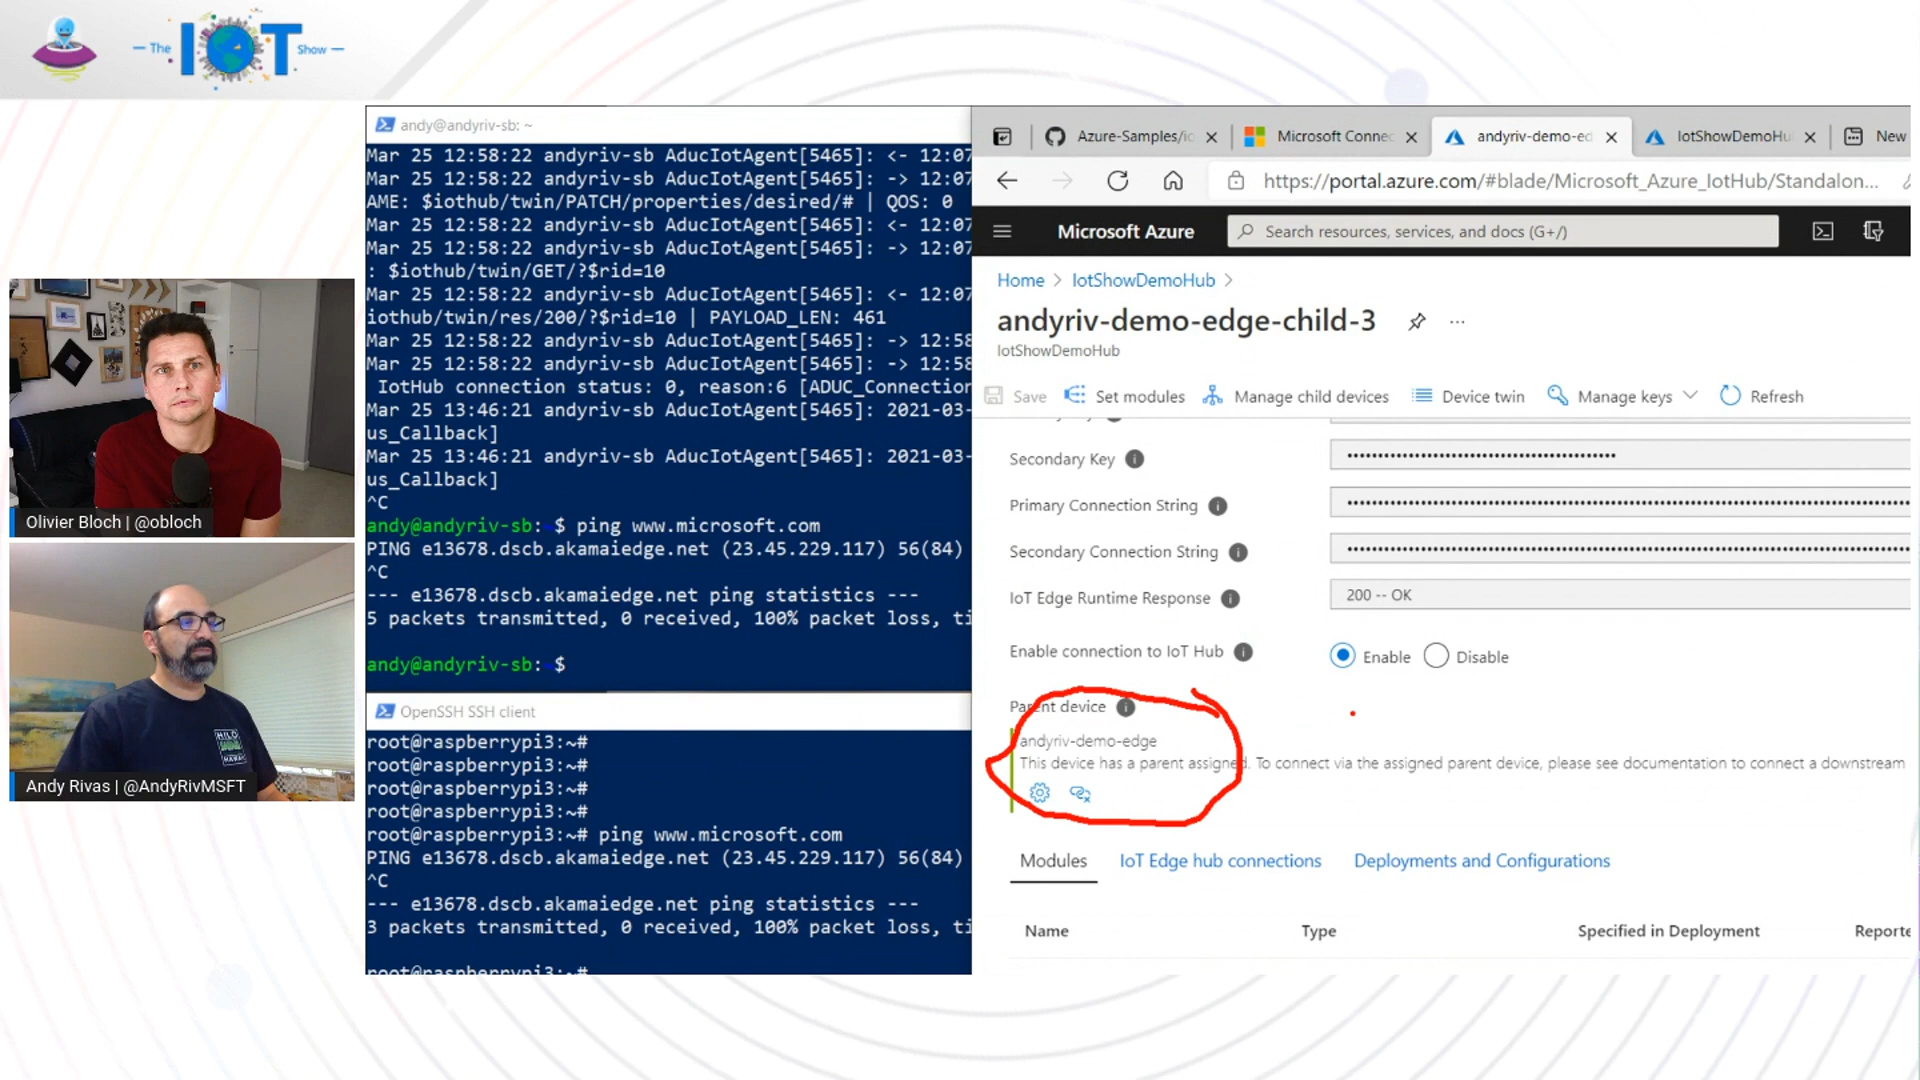 The IOT Show
Olivier Bloch | @obloch
HILO
HAWAII
Andy Rivas | @AndyRivMSFT
andy@andyriv-sb: ~
Mar 25 12:58:22 andyriv-sb AducIotAgent[5465]: <- 12:07
Mar 25 12:58:22 andyriv-sb AducIotAgent[5465]: -> 12:07
AME: $iothub/twin/PATCH/properties/desired/# | QOS: 0
Mar 25 12:58:22 andyriv-sb AducIotAgent[5465]: <- 12:07
Mar 25 12:58:22 andyriv-sb AducIotAgent[5465]: -> 12:07
: $iothub/twin/GET/?$rid=10
Mar 25 12:58:22 andyriv-sb AducIotAgent[5465]: <- 12:07
iothub/twin/res/200/?$rid=10 | PAYLOAD_LEN: 461
Mar 25 12:58:22 andyriv-sb AducIotAgent[5465]: -> 12:58
Mar 25 12:58:22 andyriv-sb AducIotAgent[5465]: -> 12:58
IotHub connection status: 0, reason:6 [ADUC_Connection
Mar 25 13:46:21 andyriv-sb AducIotAgent[5465]: 2021-03-
us_Callback]
Mar 25 13:46:21 andyriv-sb AducIotAgent[5465]: 2021-03-
us_Callback]
^C
andy@andyriv-sb:~$ ping www.microsoft.com
PING e13678.dscb.akamaiedge.net (23.45.229.117) 56(84)
^C
--- e13678.dscb.akamaiedge.net ping statistics ---
5 packets transmitted, 0 received, 100% packet loss, ti
andy@andyriv-sb:~$
OpenSSH SSH client
root@raspberrypi3:~#
root@raspberrypi3:~#
root@raspberrypi3:~#
root@raspberrypi3:~#
root@raspberrypi3:~# ping www.microsoft.com
PING e13678.dscb.akamaiedge.net (23.45.229.117) 56(84)
^C
--- e13678.dscb.akamaiedge.net ping statistics ---
3 packets transmitted, 0 received, 100% packet loss, ti
root@raspberrypi3:~#
Azure-Samples/io
Microsoft Connec
andyriv-demo-ed
IotShowDemoHu
New
https://portal.azure.com/#blade/Microsoft_Azure_IotHub/Standalon...
Microsoft Azure
Search resources, services, and docs (G+/)
Home > IotShowDemoHub >
andyriv-demo-edge-child-3 ...
IotShowDemoHub
Save Set modules Manage child devices Device twin Manage keys Refresh
Secondary Key
Primary Connection String
Secondary Connection String
IoT Edge Runtime Response 200 -- OK
Enable connection to IoT Hub Enable Disable
Parent device
andyriv-demo-edge
This device has a parent assigned. To connect via the assigned parent device, please see documentation to connect a downstream
Modules IoT Edge hub connections Deployments and Configurations
Name Type Specified in Deployment Reporte